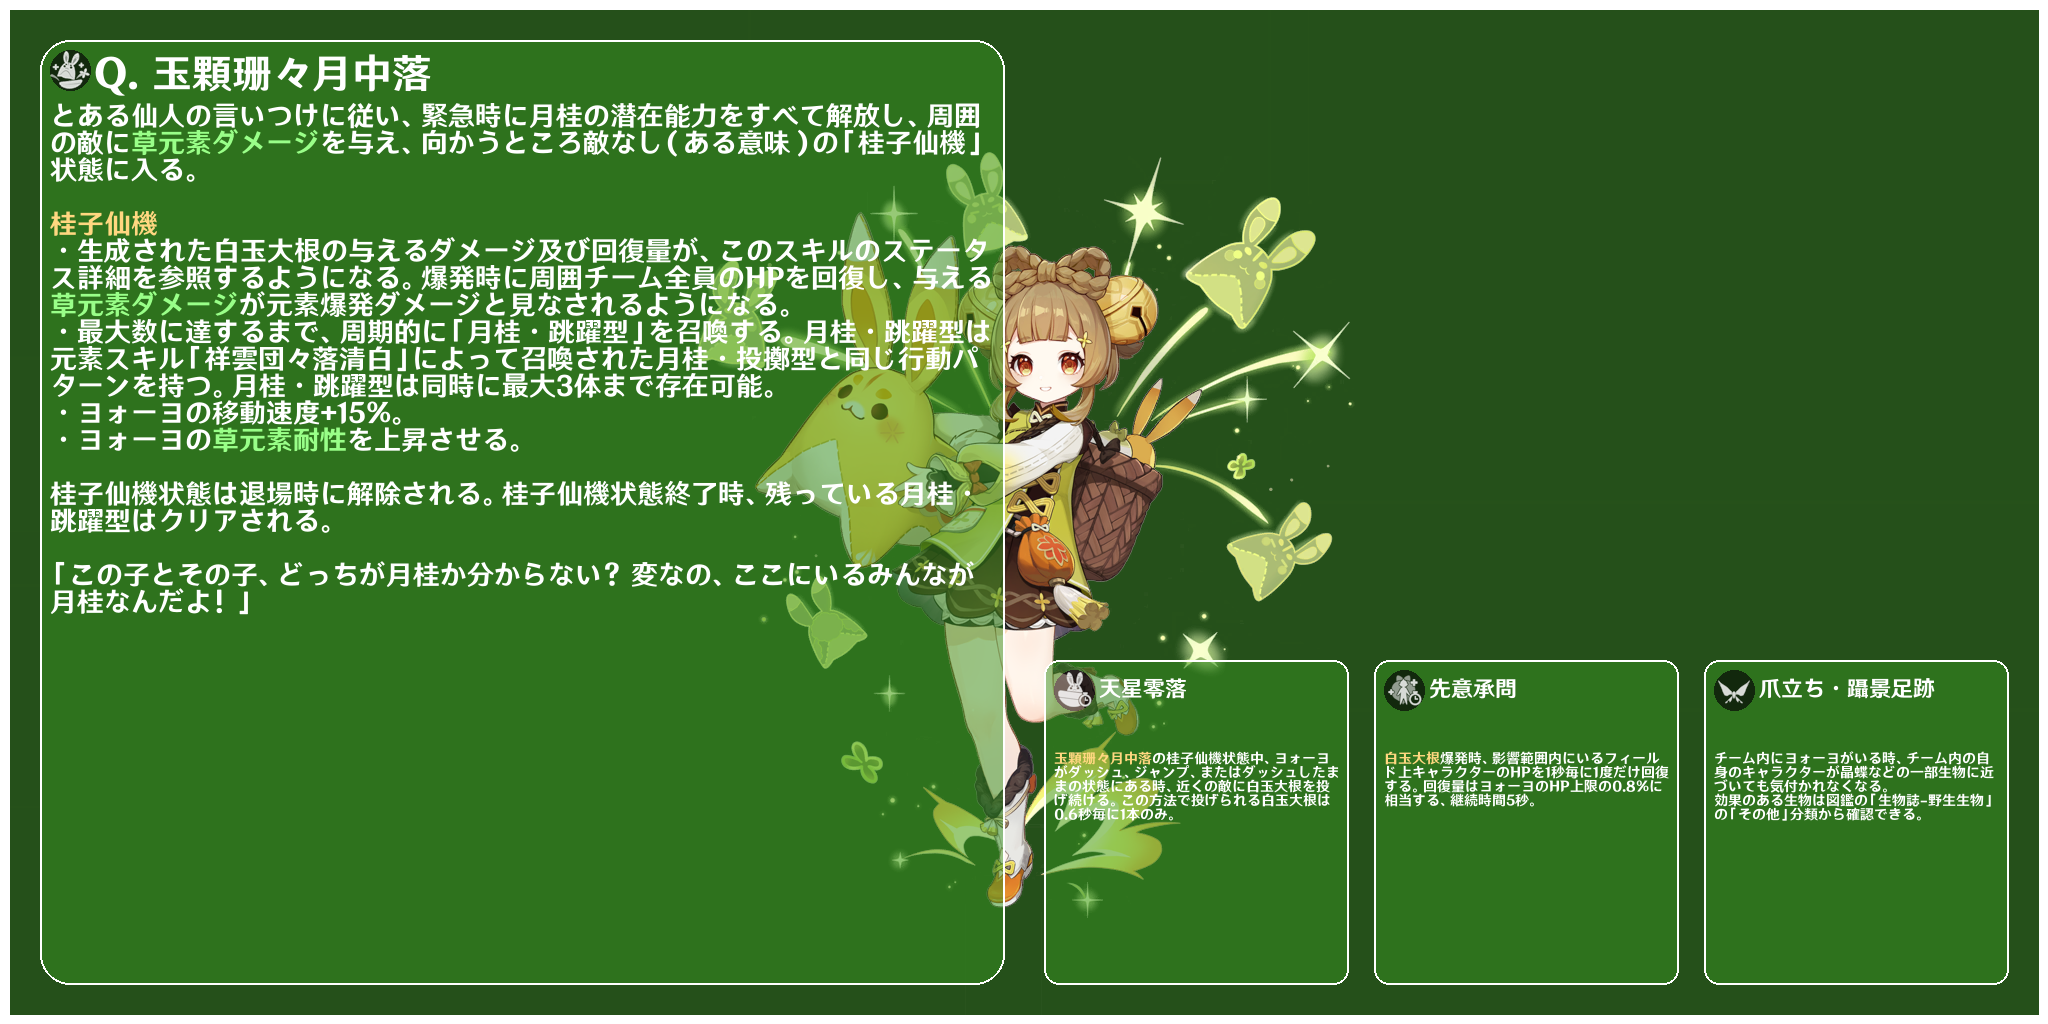 Q. 玉顆珊々月中落
とある仙人の言いつけに従い、緊急時に月桂の潜在能力をすべて解放し、周囲
の敵に草元素ダメージを与え、向かうところ敵なし(ある意味)の「桂子仙機」
状態に入る。
桂子仙機
・生成された白玉大根の与えるダメージ及び回復量が、このスキルのステータ
ス詳細を参照するようになる。爆発時に周囲チーム全員のHPを回復し、与える
草元素ダメージが元素爆発ダメージと見なされるようになる。
・最大数に達するまで、周期的に「月桂・跳躍型」を召喚する。月桂・跳躍型は
元素スキル「祥雲団々落清白」によって召喚された月桂・投擲型と同じ行動パ
ターンを持つ。月桂・跳躍型は同時に最大3体まで存在可能。
・ヨォーヨの移動速度+15%。
・ヨォーヨの草元素耐性を上昇させる。
桂子仙機状態は退場時に解除される。桂子仙機状態終了時、残っている月桂・
跳躍型はクリアされる。
「この子とその子、どっちが月桂か分からない？変なの、ここにいるみんなが
月桂なんだよ！」
天星零落
玉顆珊々月中落の桂子仙機状態中、ヨォーヨ
がダッシュ、ジャンプ、またはダッシュしたま
まの状態にある時、近くの敵に白玉大根を投
げ続ける。この方法で投げられる白玉大根は
0.6秒毎に1本のみ。
先意承問
白玉大根爆発時、影響範囲内にいるフィール
ド上キャラクターのHPを1秒毎に1度だけ回復
する。回復量はヨォーヨのHP上限の0.8%に
相当する、継続時間5秒。
爪立ち・躡景足跡
チーム内にヨォーヨがいる時、チーム内の自
身のキャラクターが晶蝶などの一部生物に近
づいても気付かれなくなる。
効果のある生物は図鑑の「生物誌-野生生物」
の「その他」分類から確認できる。